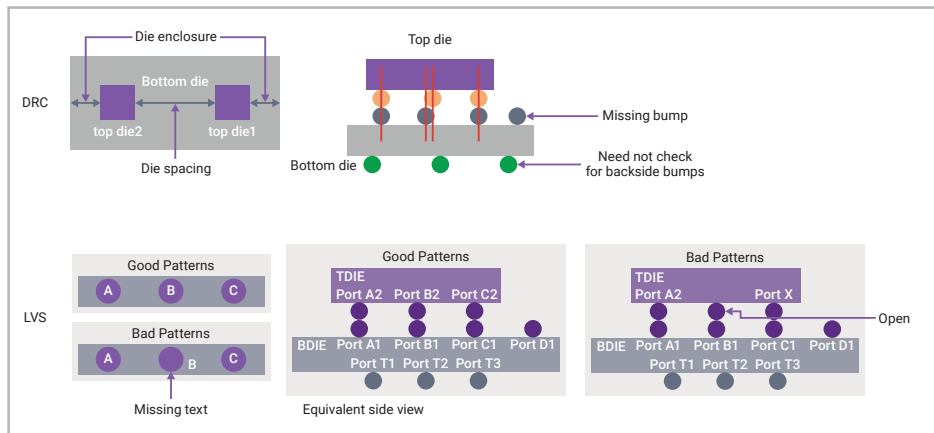 DRC
Die enclosure
Bottom die
top die2
top die1
Die spacing
Top die
Missing bump
Bottom die
Need not check
for backside bumps
LVS
Good Patterns
A B C
Bad Patterns
A B C
Missing text
Good Patterns
TDIE
Port A2 Port B2 Port C2
BDIE Port A1 Port B1 Port C1 Port D1
Port T1 Port T2 Port T3
Equivalent side view
Bad Patterns
TDIE
Port A2 Port X
Open
BDIE Port A1 Port B1 Port C1 Port D1
Port T1 Port T2 Port T3